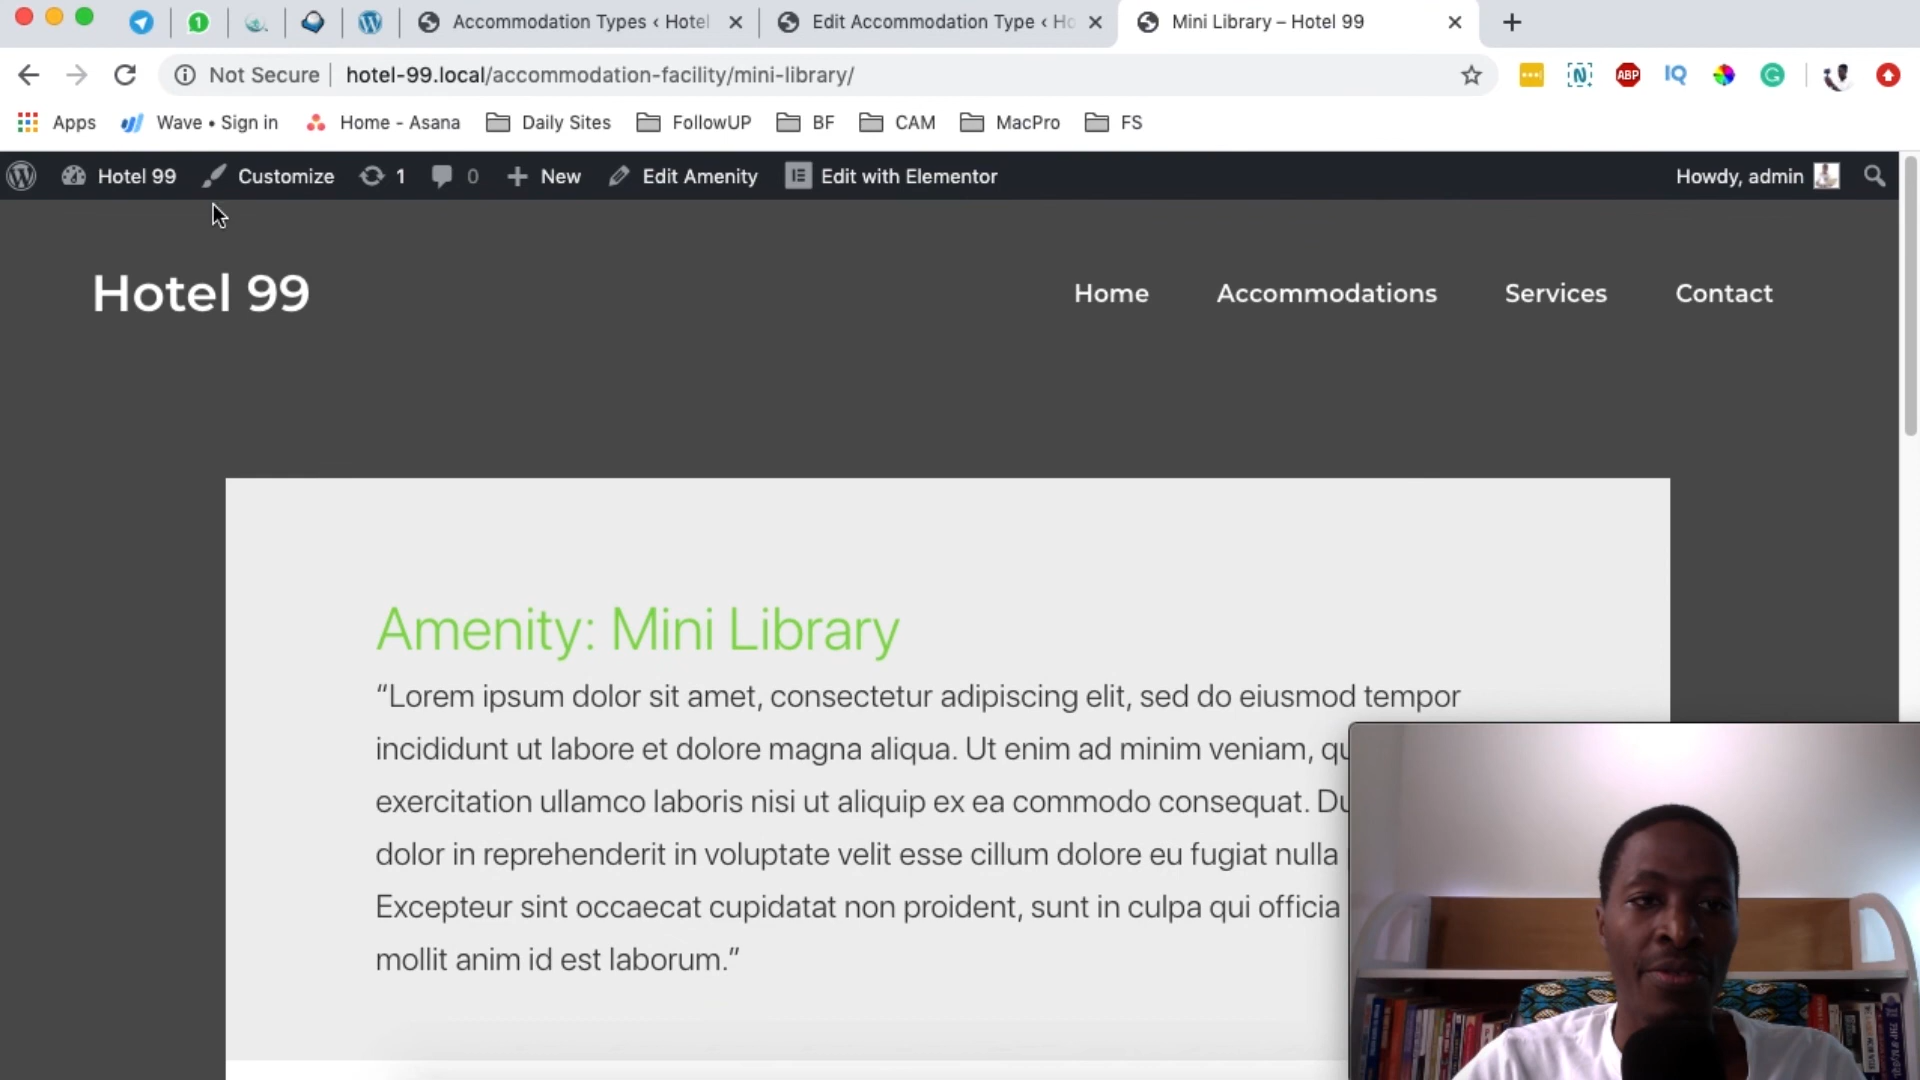 Accommodation Types ‹ Hotel
Edit Accommodation Type ‹ Ho
Mini Library – Hotel 99
Not Secure
hotel-99.local/accommodation-facility/mini-library/
ABP
IQ
Apps
Wave • Sign in
Home - Asana
Daily Sites
FollowUP
BF
CAM
MacPro
FS
Hotel 99
Customize
1
0
New
Edit Amenity
Edit with Elementor
Howdy, admin
Hotel 99
Home
Accommodations
Services
Contact
Amenity: Mini Library
“Lorem ipsum dolor sit amet, consectetur adipiscing elit, sed do eiusmod tempor
incididunt ut labore et dolore magna aliqua. Ut enim ad minim veniam, qu
exercitation ullamco laboris nisi ut aliquip ex ea commodo consequat. Du
dolor in reprehenderit in voluptate velit esse cillum dolore eu fugiat nulla
Excepteur sint occaecat cupidatat non proident, sunt in culpa qui officia
mollit anim id est laborum.”